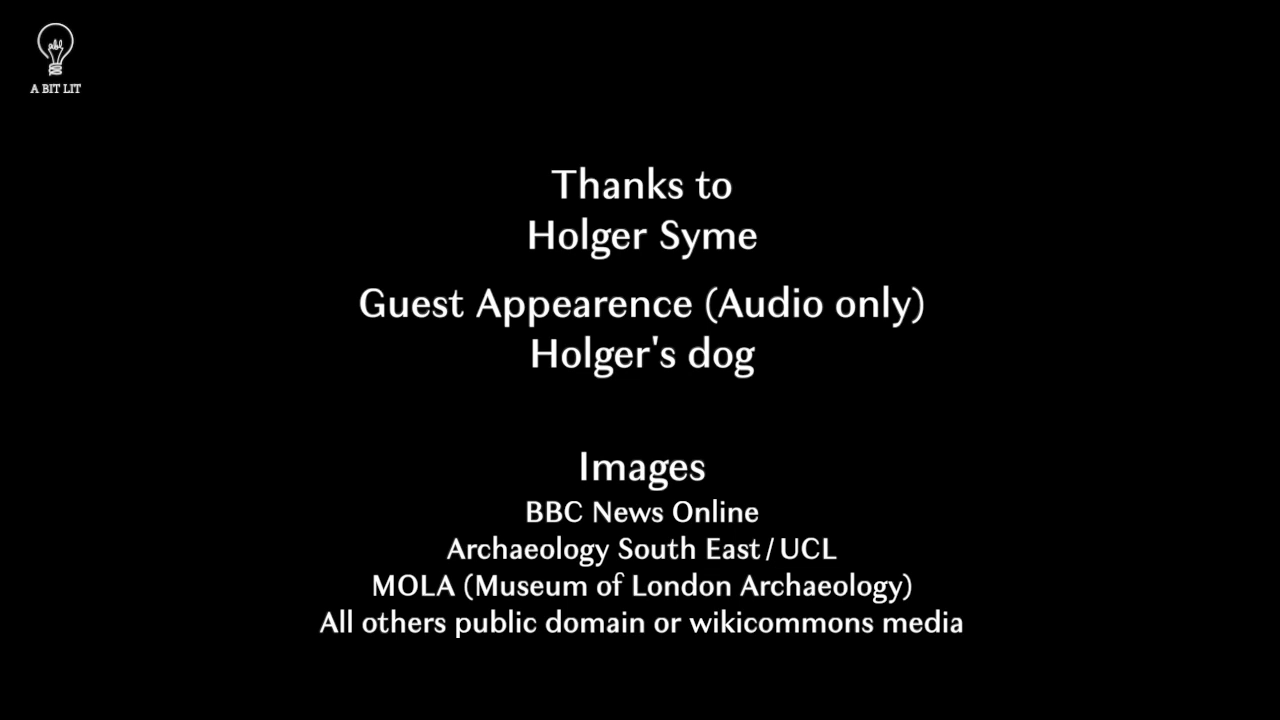 A BIT LIT
Thanks to
Holger Syme
Guest Appearence (Audio only)
Holger's dog
Images
BBC News Online
Archaeology South East/UCL
MOLA (Museum of London Archaeology)
All others public domain or wikicommons media